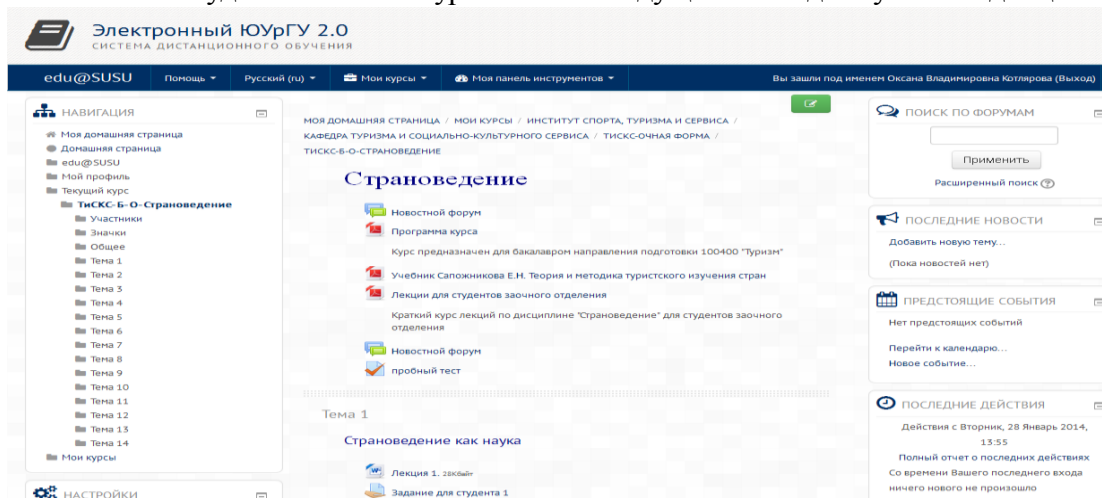 Электронный ЮУрГУ 2.0
СИСТЕМА ДИСТАНЦИОННОГО ОБУЧЕНИЯ
edu@SUSU Помощь Русский (ru) Мои курсы Моя панель инструментов Вы зашли под именем Оксана Владимировна Котлярова (Выход)
НАВИГАЦИЯ
Моя домашняя страница
Домашняя страница
edu@SUSU
Мой профиль
Текущий курс
ТиСКС-Б-О-Страноведение
Участники
Значки
Общее
Тема 1
Тема 2
Тема 3
Тема 4
Тема 5
Тема 6
Тема 7
Тема 8
Тема 9
Тема 10
Тема 11
Тема 12
Тема 13
Тема 14
Мои курсы
НАСТРОЙКИ
МОЯ ДОМАШНЯЯ СТРАНИЦА / МОИ КУРСЫ / ИНСТИТУТ СПОРТА, ТУРИЗМА И СЕРВИСА /
КАФЕДРА ТУРИЗМА И СОЦИАЛЬНО-КУЛЬТУРНОГО СЕРВИСА / ТИСКС-ОЧНАЯ ФОРМА /
ТИСКС-Б-О-СТРАНОВЕДЕНИЕ
Страноведение
Новостной форум
Программа курса
Курс предназначен для бакалавром направления подготовки 100400 "Туризм"
Учебник Сапожникова Е.Н. Теория и методика туристского изучения стран
Лекции для студентов заочного отделения
Краткий курс лекций по дисциплине "Страноведение" для студентов заочного
отделения
Новостной форум
пробный тест
Тема 1
Страноведение как наука
Лекция 1. 28Кбайт
Задание для студента 1
ПОИСК ПО ФОРУМАМ
Применить
Расширенный поиск
ПОСЛЕДНИЕ НОВОСТИ
Добавить новую тему...
(Пока новостей нет)
ПРЕДСТОЯЩИЕ СОБЫТИЯ
Нет предстоящих событий
Перейти к календарю...
Новое событие...
ПОСЛЕДНИЕ ДЕЙСТВИЯ
Действия с Вторник, 28 Январь 2014,
13:55
Полный отчет о последних действиях
Со времени Вашего последнего входа
ничего нового не произошло